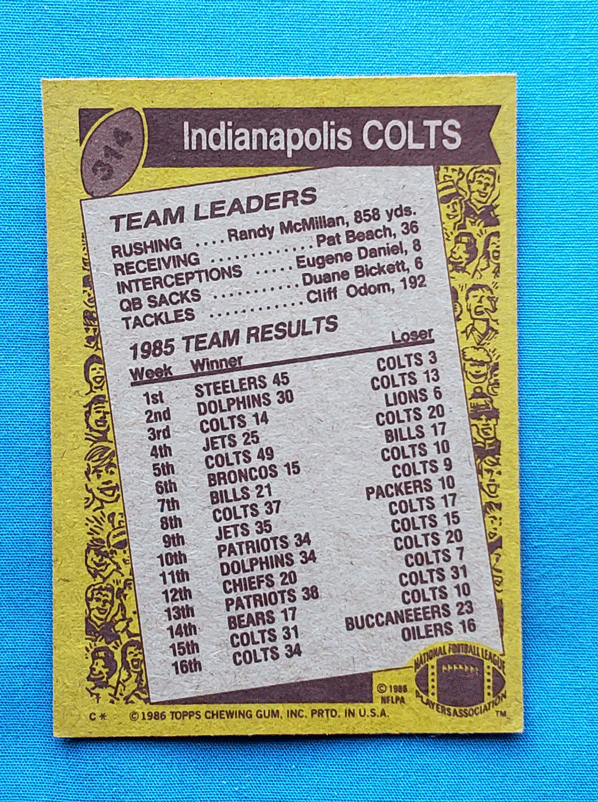 314
Indianapolis COLTS
TEAM LEADERS
RUSHING .... Randy McMillan, 858 yds.
RECEIVING .............. Pat Beach, 36
INTERCEPTIONS ..... Eugene Daniel, 8
QB SACKS ........... Duane Bickett, 6
TACKLES ............ Cliff Odom, 192
1985 TEAM RESULTS
Week Winner Loser
1st STEELERS 45 COLTS 3
2nd DOLPHINS 30 COLTS 13
3rd COLTS 14 LIONS 6
4th JETS 25 COLTS 20
5th COLTS 49 BILLS 17
6th BRONCOS 15 COLTS 10
7th BILLS 21 COLTS 9
8th COLTS 37 PACKERS 10
9th JETS 35 COLTS 17
10th PATRIOTS 34 COLTS 15
11th DOLPHINS 34 COLTS 20
12th CHIEFS 20 COLTS 7
13th PATRIOTS 38 COLTS 31
14th BEARS 17 COLTS 10
15th COLTS 31 BUCCANEEERS 23
16th COLTS 34 OILERS 16
NATIONAL FOOTBALL LEAGUE
PLAYERS ASSOCIATION
TM
© 1986
NFLPA
C* © 1986 TOPPS CHEWING GUM, INC. PRTD. IN U.S.A.